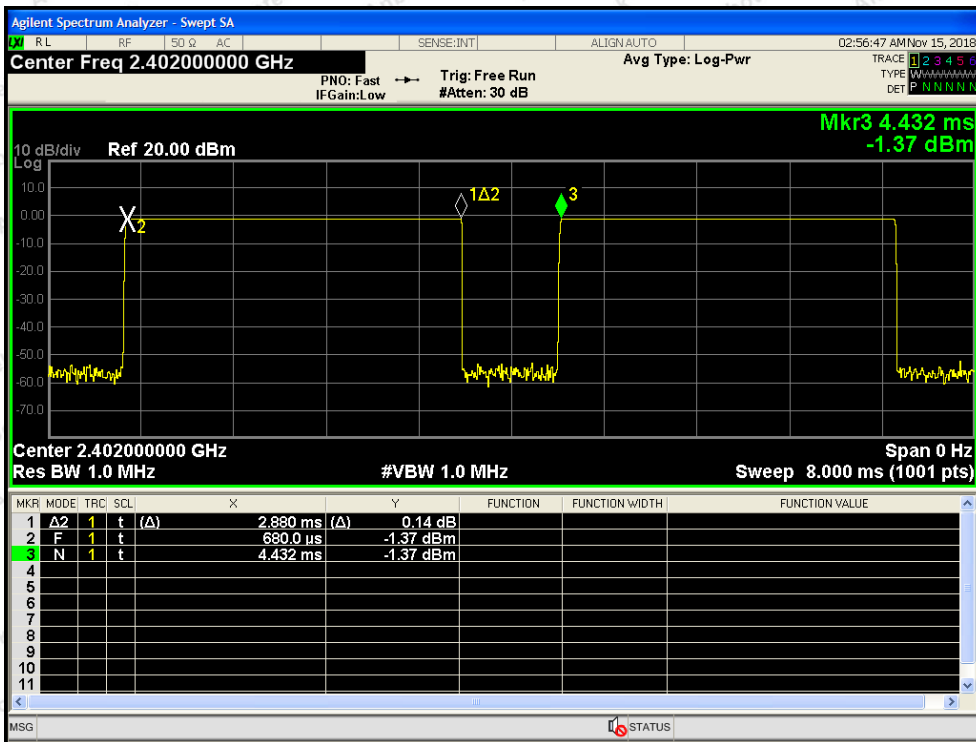 Agilent Spectrum Analyzer - Swept SA
LXI RL RF 50 Ω AC SENSE:INT ALIGN AUTO 02:56:47 AM Nov 15, 2018
Center Freq 2.402000000 GHz
Avg Type: Log-Pwr
TRACE 1 2 3 4 5 6
TYPE
DET P N N N N N
PNO: Fast
IFGain:Low
Trig: Free Run
#Atten: 30 dB
Mkr3 4.432 ms
-1.37 dBm
10 dB/div Ref 20.00 dBm
Log
10.0
0.00
-10.0
-20.0
-30.0
-40.0
-50.0
-60.0
-70.0
2
1Δ2
3
Center 2.402000000 GHz Span 0 Hz
Res BW 1.0 MHz #VBW 1.0 MHz Sweep 8.000 ms (1001 pts)
MKR MODE TRC SCL X Y FUNCTION FUNCTION WIDTH FUNCTION VALUE
1 Δ2 1 t (Δ) 2.880 ms (Δ) 0.14 dB
2 F 1 t 680.0 µs -1.37 dBm
3 N 1 t 4.432 ms -1.37 dBm
4
5
6
7
8
9
10
11
MSG STATUS